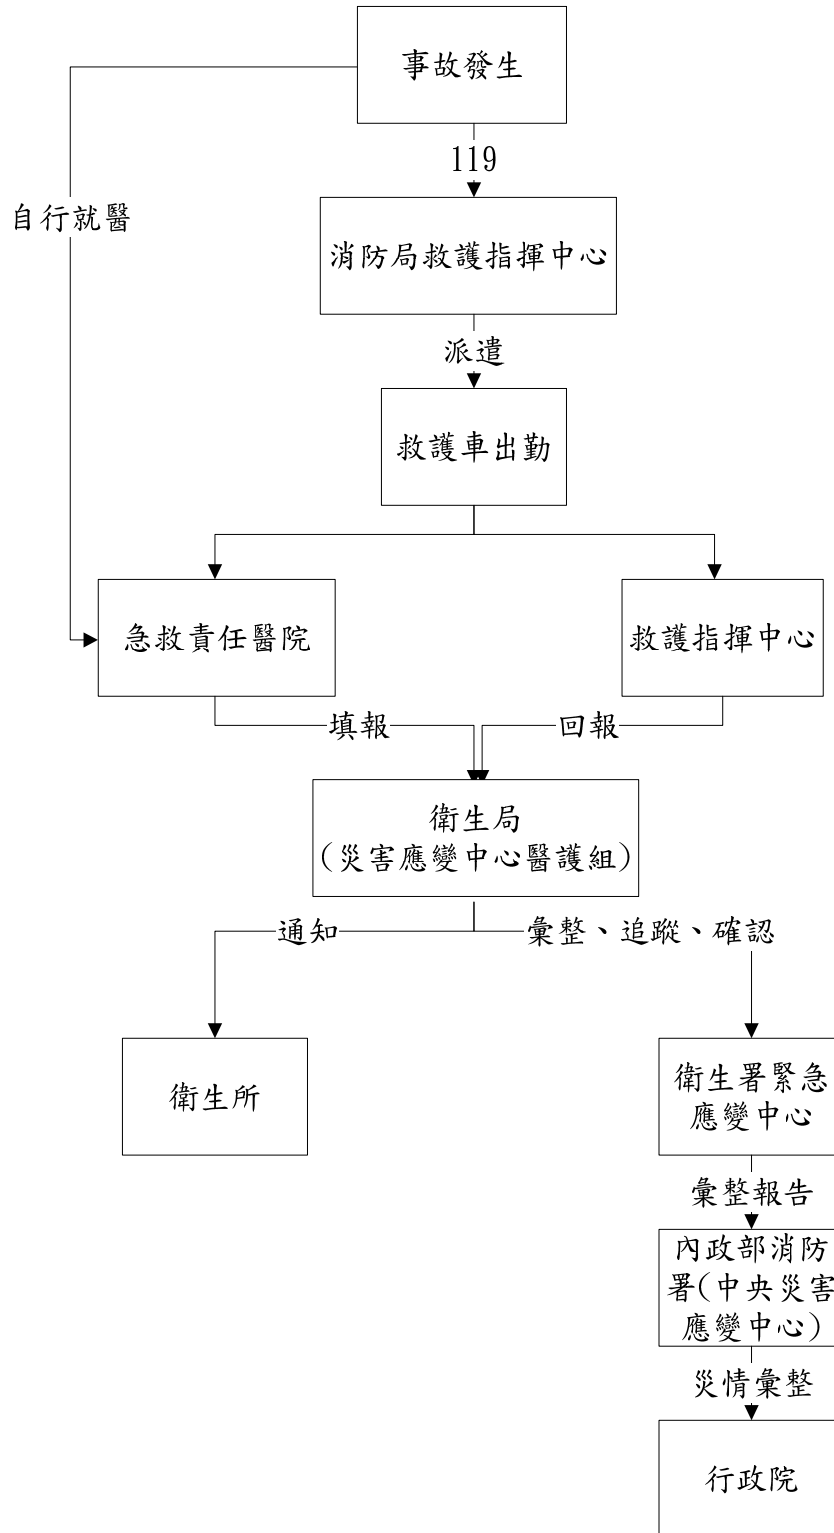 事故發生
119
自行就醫
消防局救護指揮中心
派遣
救護車出勤
急救責任醫院
救護指揮中心
填報
回報
衛生局
(災害應變中心醫護組)
通知
彙整、追蹤、確認
衛生所
衛生署緊急
應變中心
彙整報告
內政部消防
署(中央災害
應變中心)
災情彙整
行政院